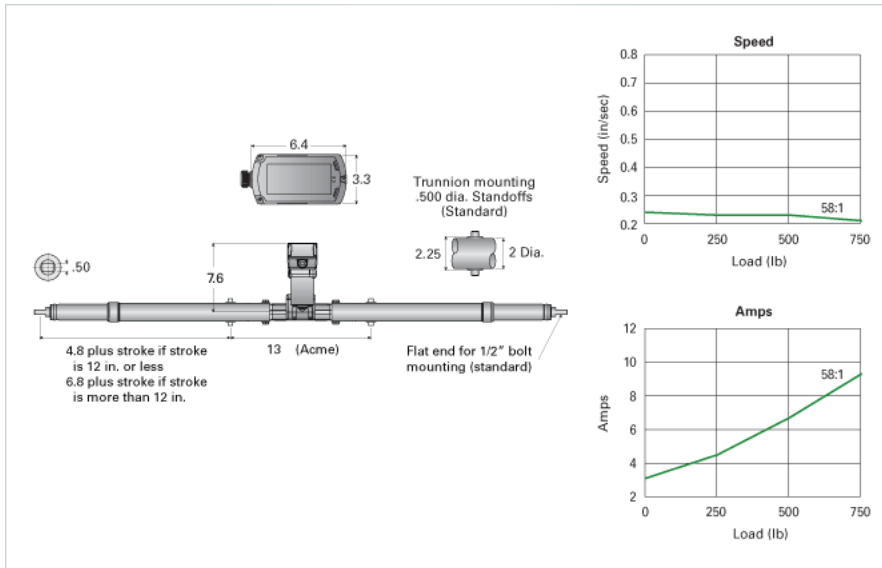 6.4
3.3
Trunnion mounting
.500 dia. Standoffs
(Standard)
2.25
2 Dia.
.50
7.6
4.8 plus stroke if stroke
is 12 in. or less
6.8 plus stroke if stroke
is more than 12 in.
13 (Acme)
Flat end for 1/2" bolt
mounting (standard)
Speed
Speed (in/sec)
0.8
0.7
0.6
0.5
0.4
0.3
0.2
58:1
0 250 500 750
Load (lb)
Amps
Amps
12
10
8
6
4
2
58:1
0 250 500 750
Load (lb)